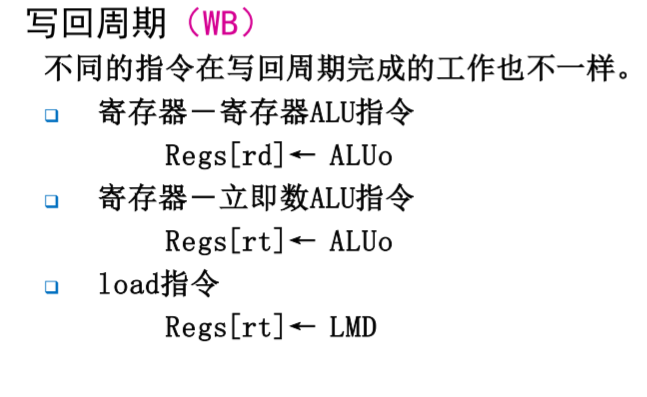 写回周期（WB）
不同的指令在写回周期完成的工作也不一样。
寄存器－寄存器ALU指令
Regs[rd]← ALUo
寄存器－立即数ALU指令
Regs[rt]← ALUo
load指令
Regs[rt]← LMD